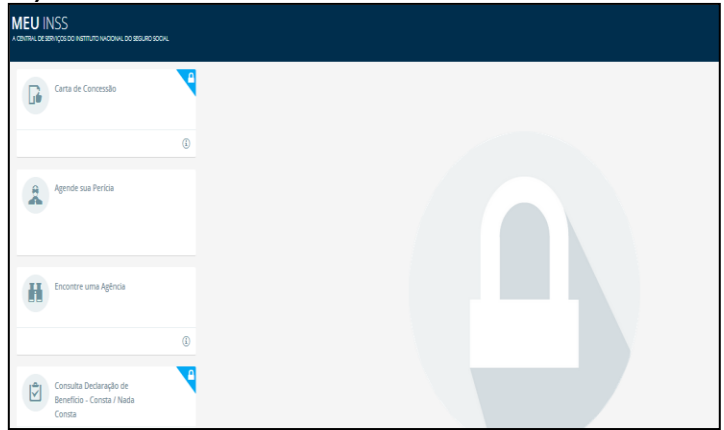 MEU INSS
A CENTRAL DE SERVIÇOS DO INSTITUTO NACIONAL DO SEGURO SOCIAL
Carta de Concessão
Agende sua Perícia
Encontre uma Agência
Consulta Declaração de
Benefício - Consta / Nada
Consta